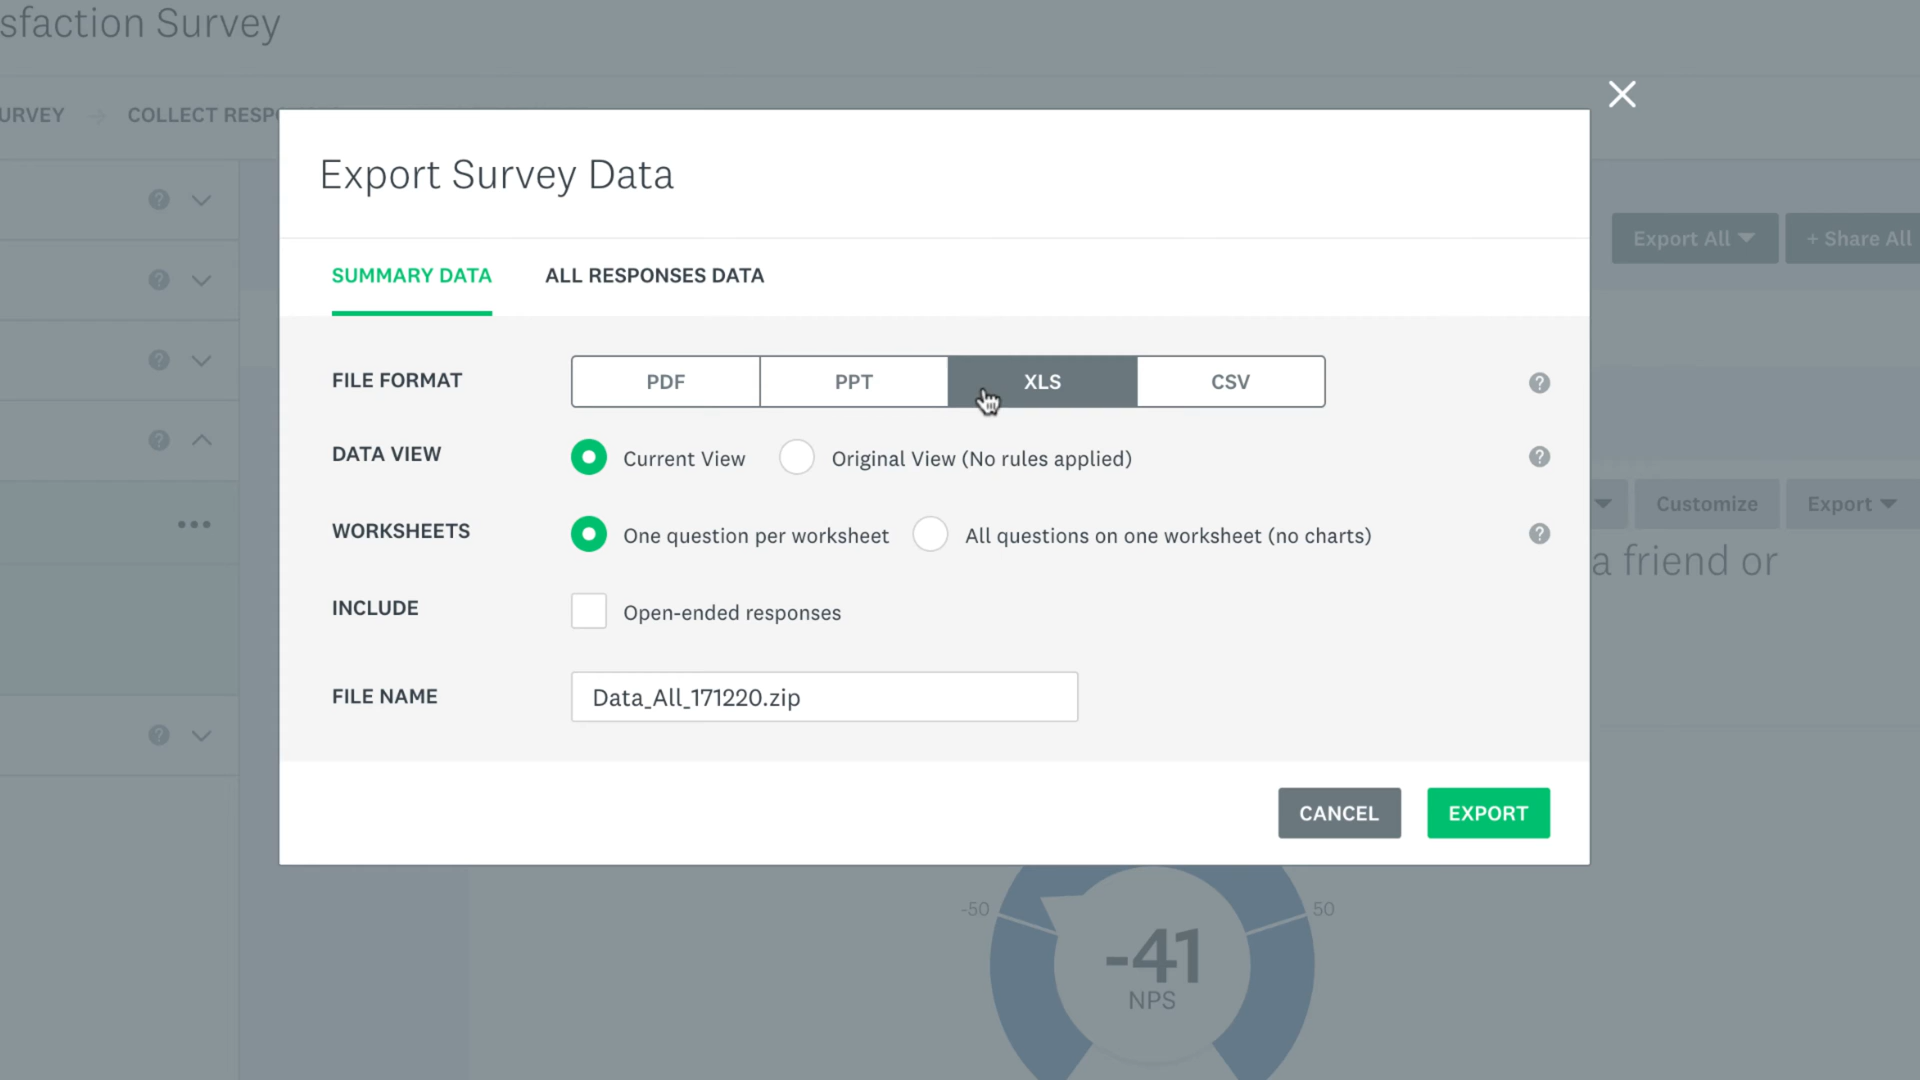 sfaction Survey
URVEY
COLLECT RESP
Export Survey Data
Export All
+ Share All
SUMMARY DATA
ALL RESPONSES DATA
FILE FORMAT
PDF
PPT
XLS
CSV
?
DATA VIEW
Current View
Original View (No rules applied)
?
Customize
Export
WORKSHEETS
One question per worksheet
All questions on one worksheet (no charts)
?
a friend or
INCLUDE
Open-ended responses
FILE NAME
Data_All_171220.zip
CANCEL
EXPORT
-50
50
-41
NPS